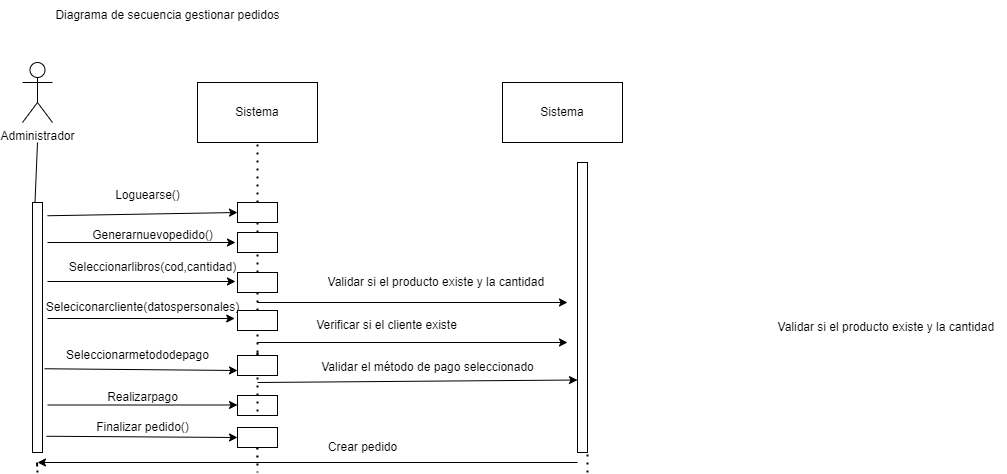 Diagrama de secuencia gestionar pedidos
Sistema
Sistema
Administrador
Loguearse()
Generarnuevopedido()
Seleccionarlibros(cod,cantidad)
Validar si el producto existe y la cantidad
Seleciconarcliente(datospersonales)
Verificar si el cliente existe
Validar si el producto existe y la cantidad
Seleccionarmetododepago
Validar el método de pago seleccionado
Realizarpago
Finalizar pedido()
Crear pedido